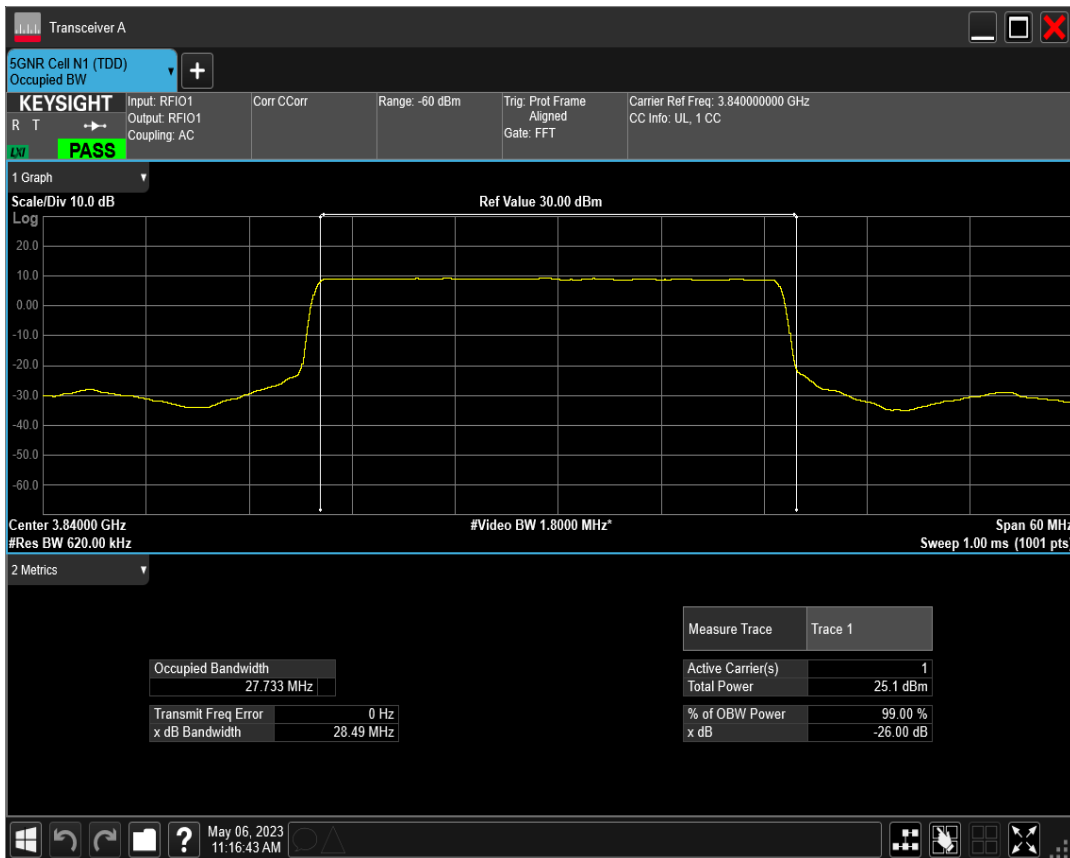 Transceiver A
5GNR Cell N1 (TDD)
Occupied BW
+
KEYSIGHT
R T
LXI
PASS
Input: RFIO1
Output: RFIO1
Coupling: AC
Corr CCorr
Range: -60 dBm
Trig: Prot Frame
Aligned
Gate: FFT
Carrier Ref Freq: 3.840000000 GHz
CC Info: UL, 1 CC
1 Graph
Scale/Div 10.0 dB
Ref Value 30.00 dBm
Log
20.0
10.0
0.00
-10.0
-20.0
-30.0
-40.0
-50.0
-60.0
Center 3.84000 GHz
#Video BW 1.8000 MHz*
Span 60 MHz
#Res BW 620.00 kHz
Sweep 1.00 ms (1001 pts)
2 Metrics
Measure Trace Trace 1
Occupied Bandwidth
27.733 MHz
Active Carrier(s) 1
Total Power 25.1 dBm
Transmit Freq Error 0 Hz
x dB Bandwidth 28.49 MHz
% of OBW Power 99.00 %
x dB -26.00 dB
?
May 06, 2023
11:16:43 AM